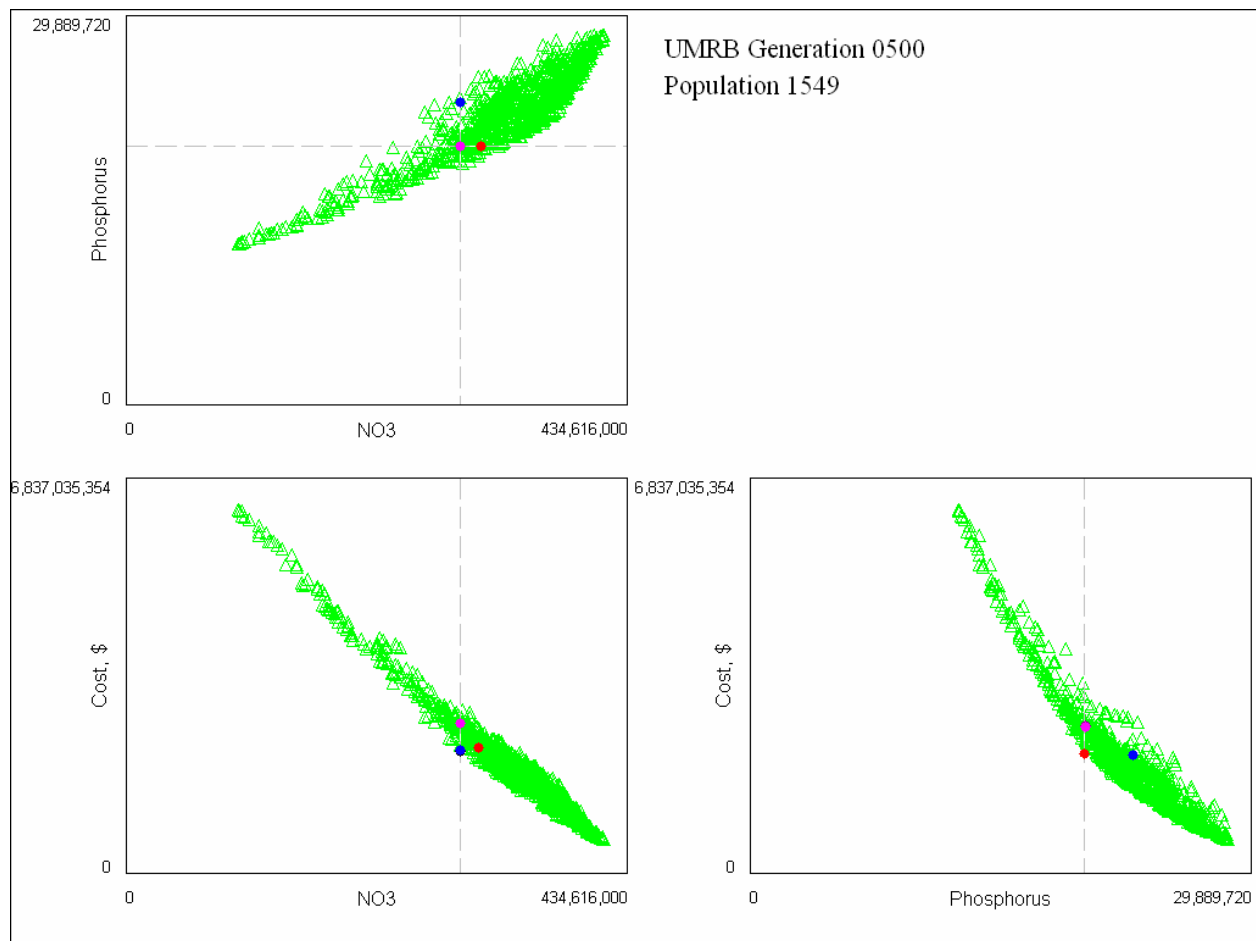 29,889,720
UMRB Generation 0500
Population 1549
Phosphorus
0
0
NO3
434,616,000
6,837,035,354
Cost, $
0
0
NO3
434,616,000
6,837,035,354
Cost, $
0
0
Phosphorus
29,889,720